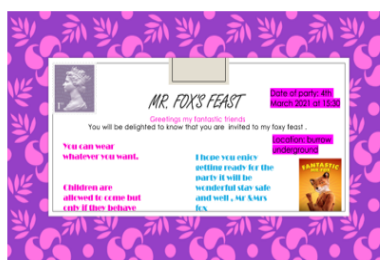 MR. FOX'S FEAST
Date of party: 4th
March 2021 at 15:30
Greetings my fantastic friends
You will be delighted to know that you are invited to my foxy feast .
Location: burrow
underground
You can wear
whatever you want.
Children are
allowed to come but
only if they behave
I hope you enjoy
getting ready for the
party it will be
wonderful stay safe
and well , Mr &Mrs
fox
FANTASTIC
MR FOX
1st